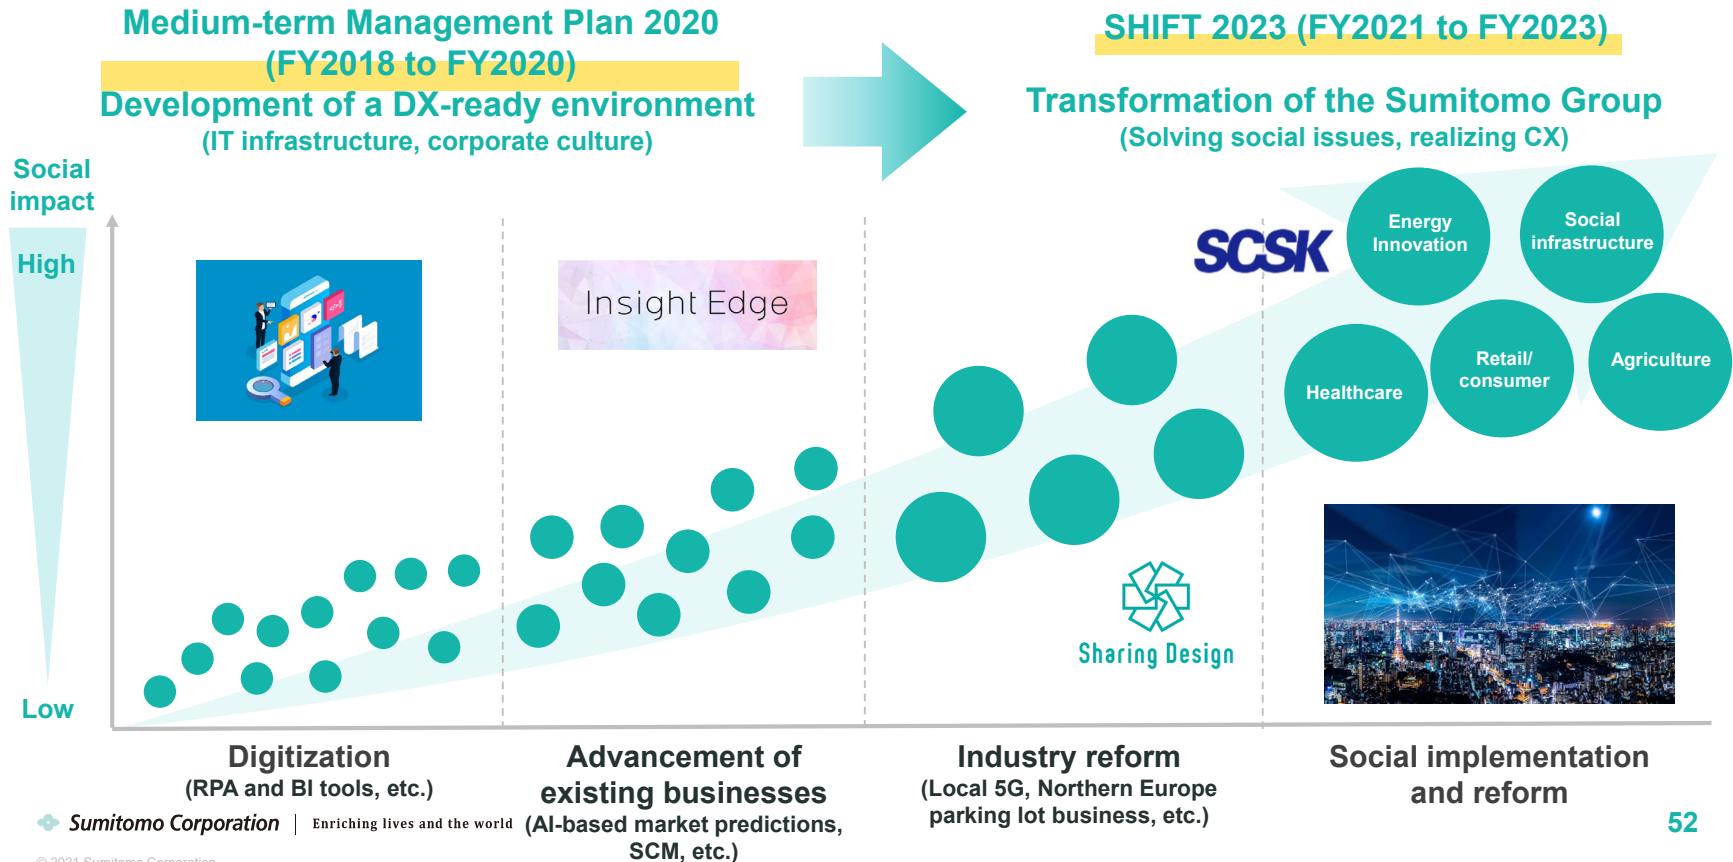 Medium-term Management Plan 2020
(FY2018 to FY2020)
Development of a DX-ready environment
(IT infrastructure, corporate culture)
SHIFT 2023 (FY2021 to FY2023)
Transformation of the Sumitomo Group
(Solving social issues, realizing CX)
Social
impact
High
Low
Insight Edge
SCSK
Energy
Innovation
Social
infrastructure
Healthcare
Retail/
consumer
Agriculture
Sharing Design
Digitization
(RPA and BI tools, etc.)
Advancement of
existing businesses
(AI-based market predictions,
SCM, etc.)
Industry reform
(Local 5G, Northern Europe
parking lot business, etc.)
Social implementation
and reform
Sumitomo Corporation | Enriching lives and the world
52
© 2021 Sumitomo Corporation